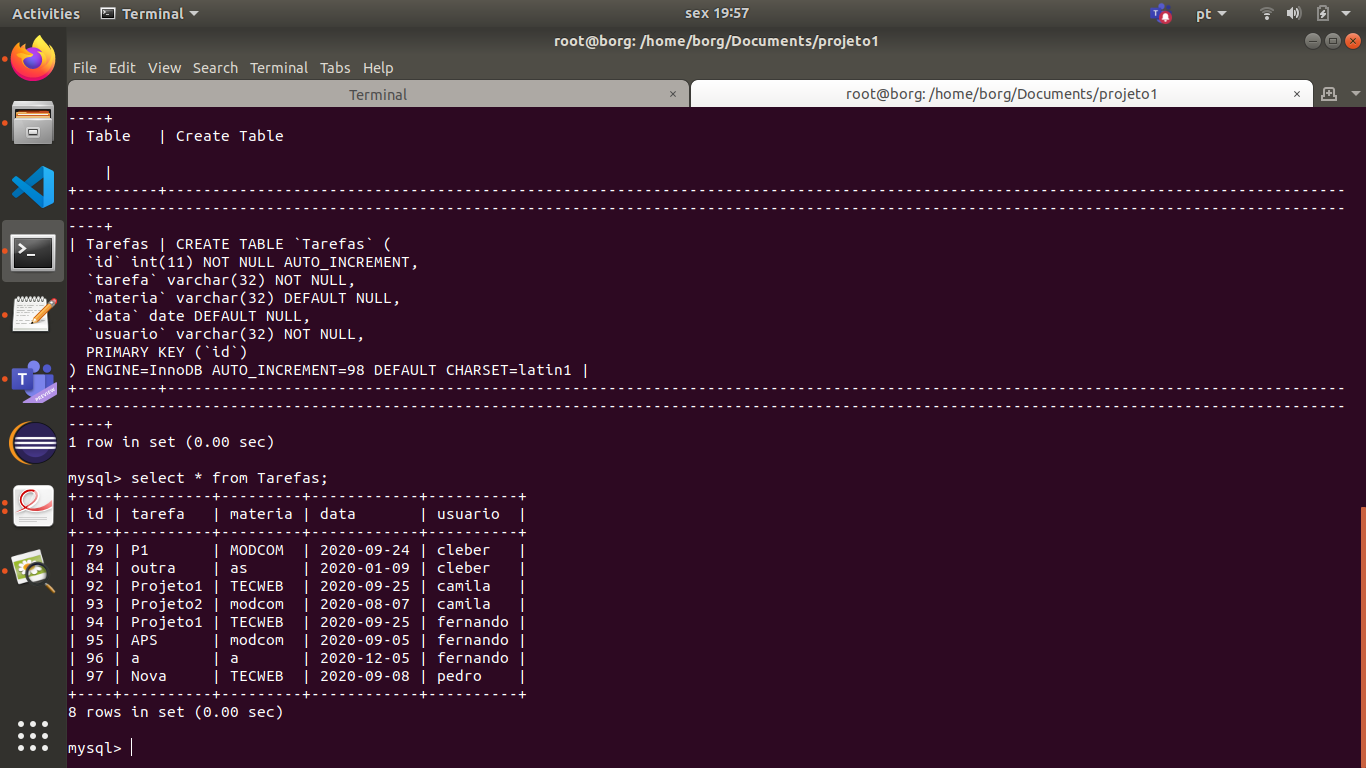 Activities Terminal sex 19:57 pt
root@borg: /home/borg/Documents/projeto1
File Edit View Search Terminal Tabs Help
Terminal × root@borg: /home/borg/Documents/projeto1 ×
----+
| Table   | Create Table
    |
+---------+-----------------------------------------------------------------------------------------------------------------------------------
----------------------------------------------------------------------------------------------------------------------------------------------
----+
| Tarefas | CREATE TABLE `Tarefas` (
  `id` int(11) NOT NULL AUTO_INCREMENT,
  `tarefa` varchar(32) NOT NULL,
  `materia` varchar(32) DEFAULT NULL,
  `data` date DEFAULT NULL,
  `usuario` varchar(32) NOT NULL,
  PRIMARY KEY (`id`)
) ENGINE=InnoDB AUTO_INCREMENT=98 DEFAULT CHARSET=latin1 |
+---------+-----------------------------------------------------------------------------------------------------------------------------------
----------------------------------------------------------------------------------------------------------------------------------------------
----+
1 row in set (0.00 sec)
mysql> select * from Tarefas;
+----+----------+---------+------------+----------+
| id | tarefa   | materia | data       | usuario  |
+----+----------+---------+------------+----------+
| 79 | P1       | MODCOM  | 2020-09-24 | cleber   |
| 84 | outra    | as      | 2020-01-09 | cleber   |
| 92 | Projeto1 | TECWEB  | 2020-09-25 | camila   |
| 93 | Projeto2 | modcom  | 2020-08-07 | camila   |
| 94 | Projeto1 | TECWEB  | 2020-09-25 | fernando |
| 95 | APS      | modcom  | 2020-09-05 | fernando |
| 96 | a        | a       | 2020-12-05 | fernando |
| 97 | Nova     | TECWEB  | 2020-09-08 | pedro    |
+----+----------+---------+------------+----------+
8 rows in set (0.00 sec)
mysql>